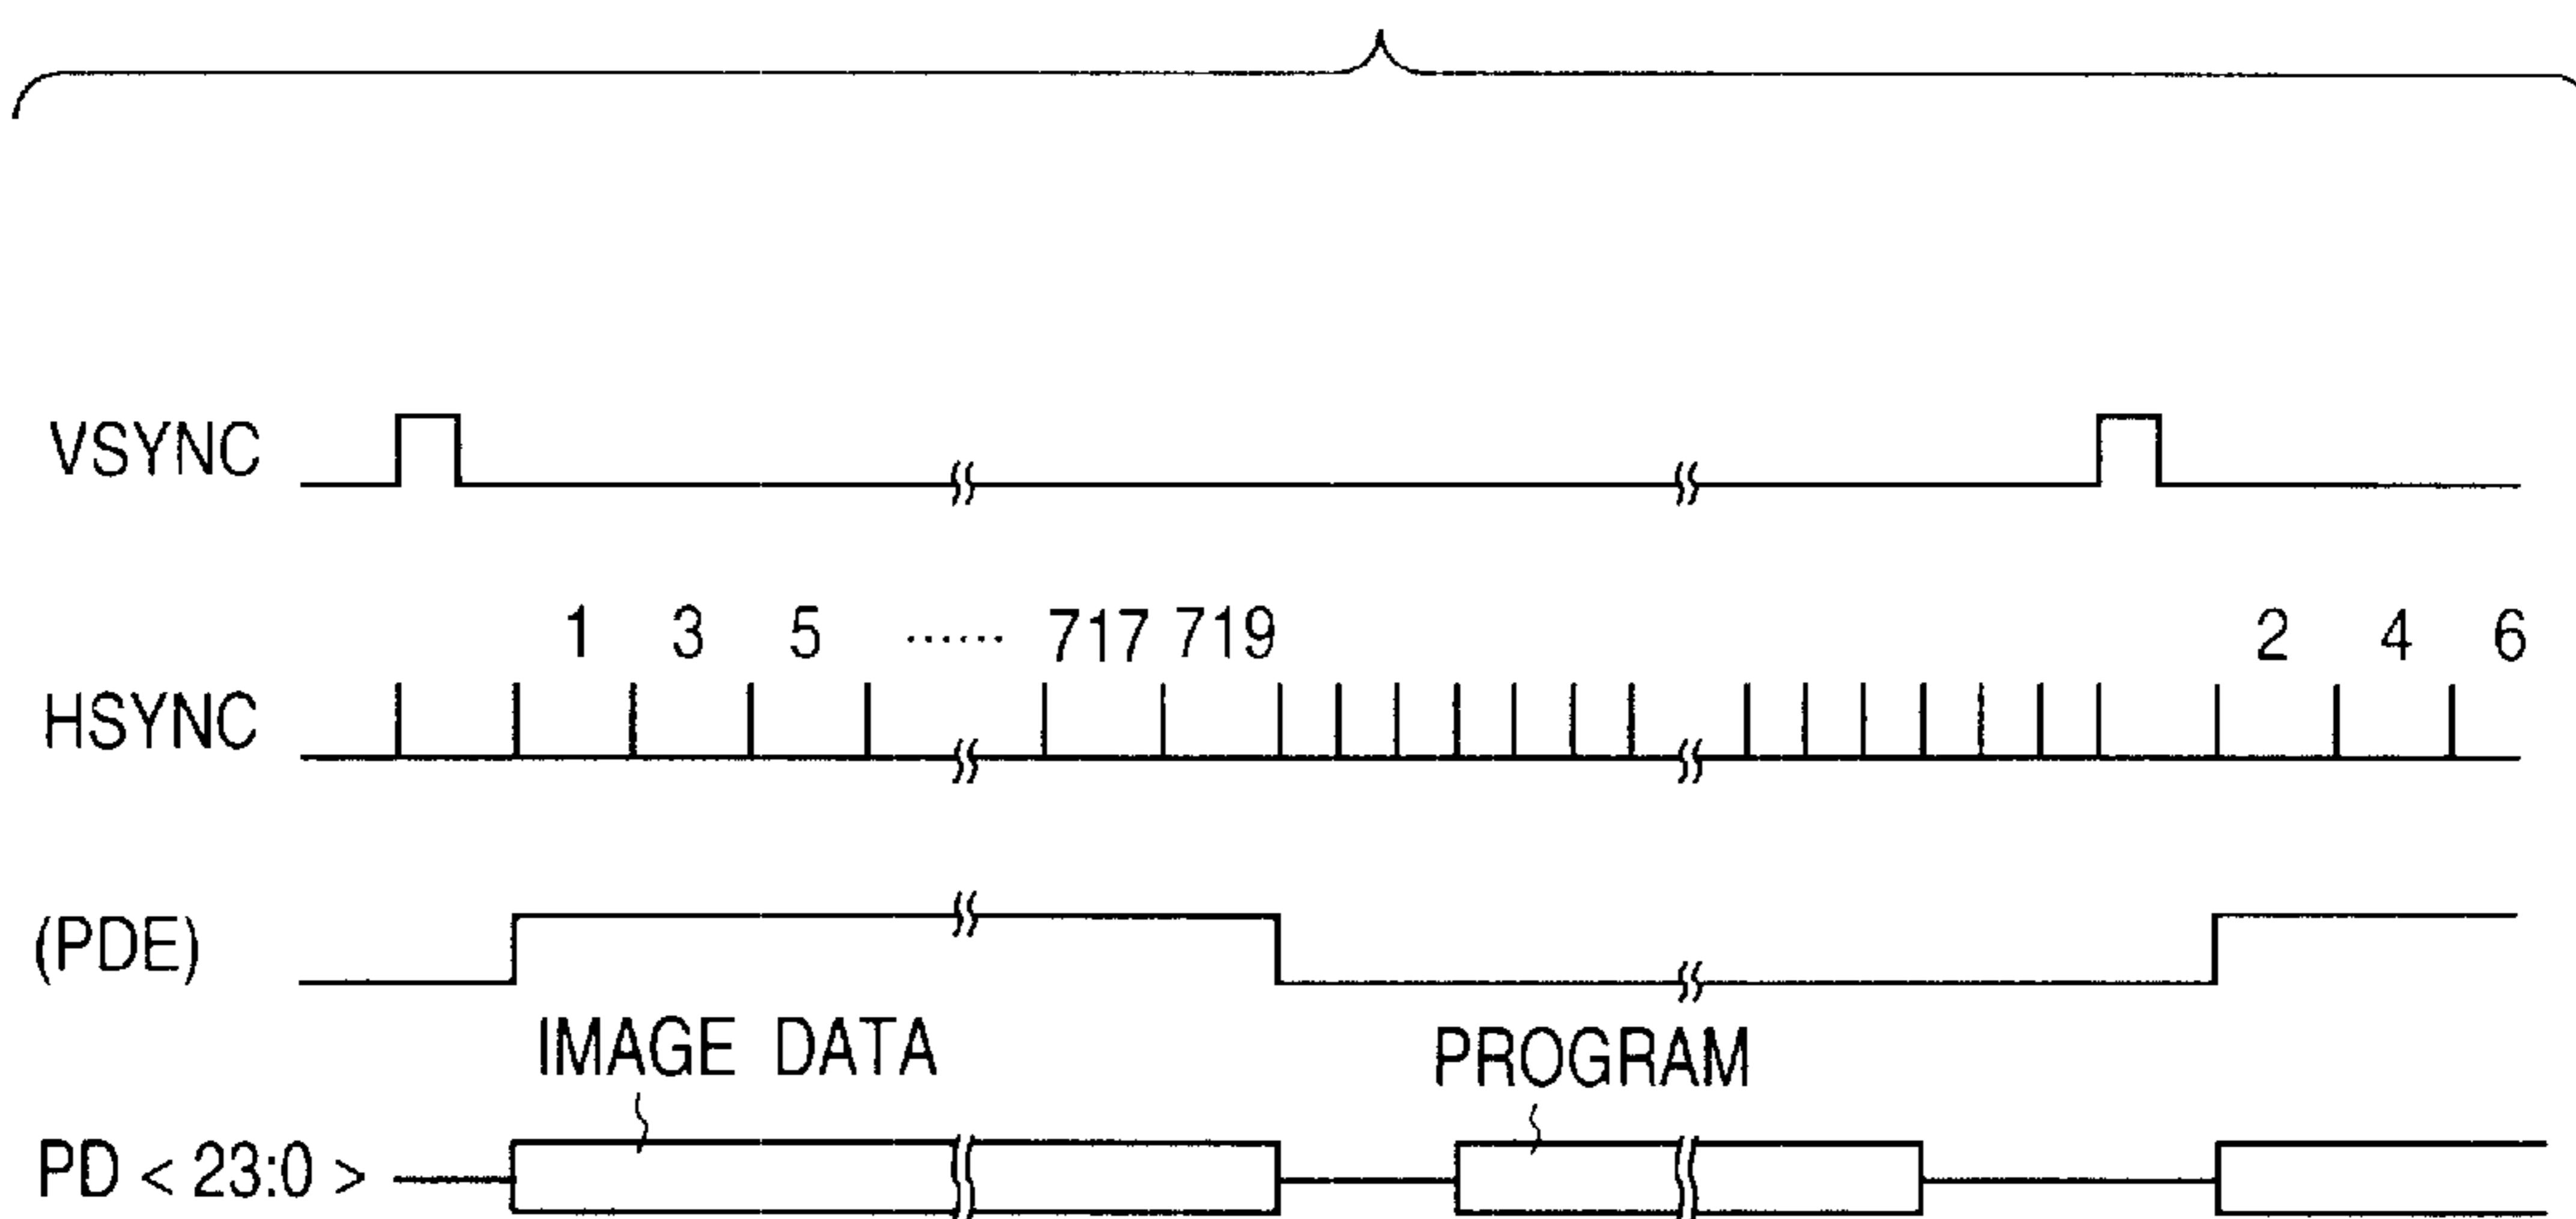 VSYNC
1 3 5 ...... 717 719 2 4 6
HSYNC
(PDE)
IMAGE DATA PROGRAM
PD < 23:0 >